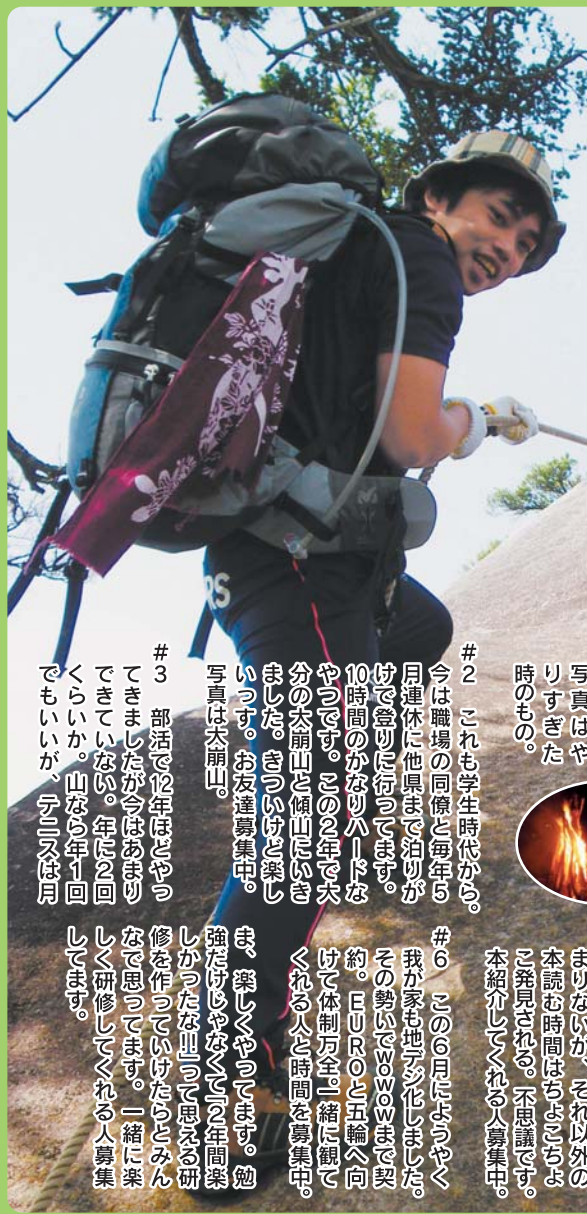 写真はや
りすぎた
時のもの。
#2　これも学生時代から。
今は職場の同僚と毎年5
月連休に他県まで泊りが
けで登りに行ってます。
10時間のかなりハードな
やつです。この2年で大
分の大崩山と傾山にいき
ました。きついけど楽し
いっす。お友達募集中。
写真は大崩山。
#3　部活で12年ほどやっ
てきましたが今はあまり
できていない。年に2回
くらいか。山なら年1回
でもいいが、テニスは月
まりないが、それ以外の
本読む時間はちょこちょ
こ発見される。不思議です。
本紹介してくれる人募集中。
#6　この6月にようやく
我が家も地デジ化しました。
その勢いでwowowまで契
約。EUROと五輪へ向
けて体制万全。一緒に観て
くれる人と時間を募集中。
ま、楽しくやってます。勉
強だけじゃなくて「2年間楽
しかったな!!」って思える研
修を作っていけたらとみん
なで思ってます。一緒に楽
しく研修してくれる人募集
してます。
RS